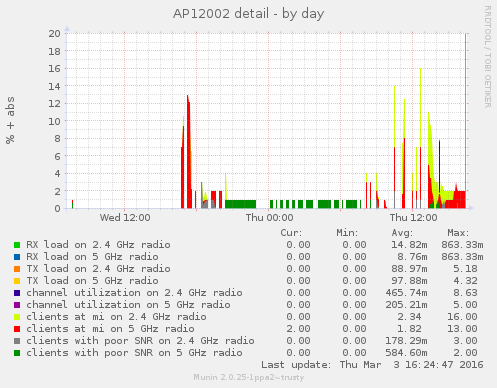 AP12002 detail - by day
RRDTOOL / TOBI OETIKER
% + abs
20
18
16
14
12
10
8
6
4
2
0
Wed 12:00 Thu 00:00 Thu 12:00
Cur: Min: Avg: Max:
RX load on 2.4 GHz radio 0.00 0.00 14.82m 863.33m
RX load on 5 GHz radio 0.00 0.00 8.76m 863.33m
TX load on 2.4 GHz radio 0.00 0.00 88.97m 5.18
TX load on 5 GHz radio 0.00 0.00 97.88m 4.32
channel utilization on 2.4 GHz radio 0.00 0.00 465.74m 8.63
channel utilization on 5 GHz radio 0.00 0.00 205.21m 5.00
clients at mi on 2.4 GHz radio 0.00 0.00 2.34 16.00
clients at mi on 5 GHz radio 2.00 0.00 1.82 13.00
clients with poor SNR on 2.4 GHz radio 0.00 0.00 178.29m 3.00
clients with poor SNR on 5 GHz radio 0.00 0.00 584.60m 2.00
Last update: Thu Mar 3 16:24:47 2016
Munin 2.0.25-1ppa2~trusty